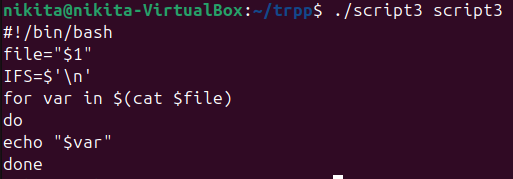 nikita@nikita-VirtualBox:~/trpp$ ./script3 script3
#!/bin/bash
file="$1"
IFS=$'\n'
for var in $(cat $file)
do
echo "$var"
done